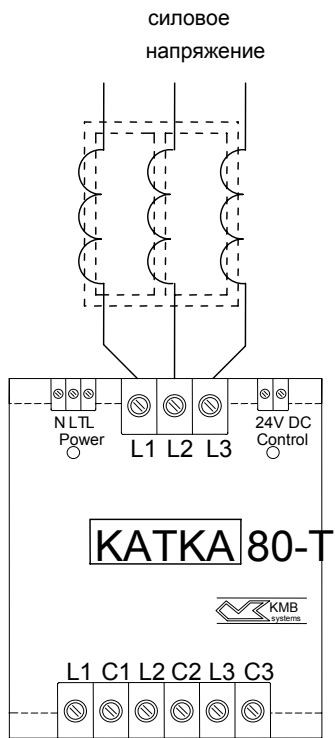 силовое
напряжение
N LTL
Power
L1 L2 L3
24V DC
Control
KATKA 80-T
KMB
systems
L1 C1 L2 C2 L3 C3